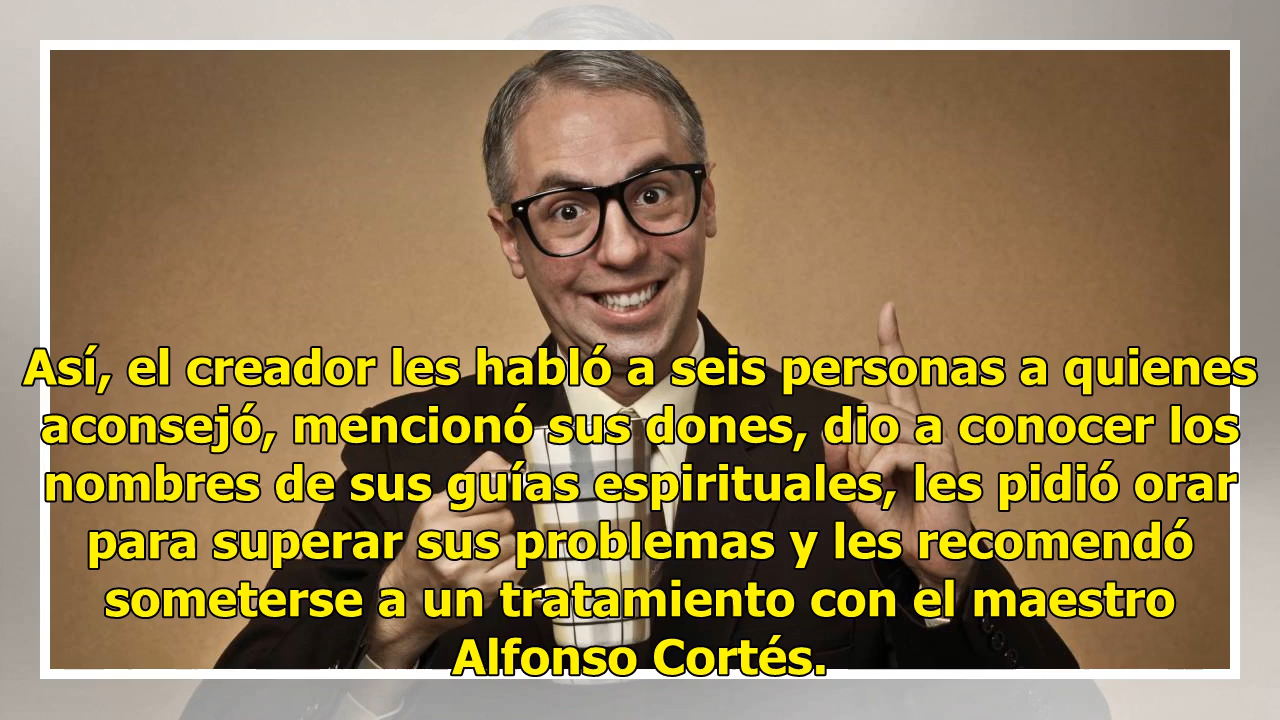 Así, el creador les habló a seis personas a quienes
aconsejó, mencionó sus dones, dio a conocer los
nombres de sus guías espirituales, les pidió orar
para superar sus problemas y les recomendó
someterse a un tratamiento con el maestro
Alfonso Cortés.